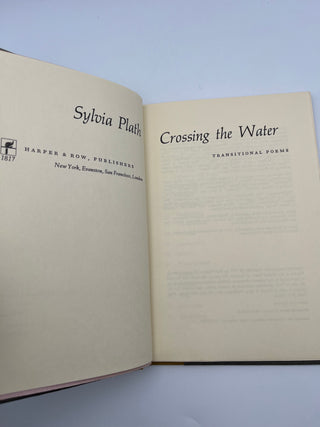 Sylvia Plath
1817
HARPER & ROW, PUBLISHERS
New York, Evanston, San Francisco, London
Crossing the Water
TRANSITIONAL POEMS